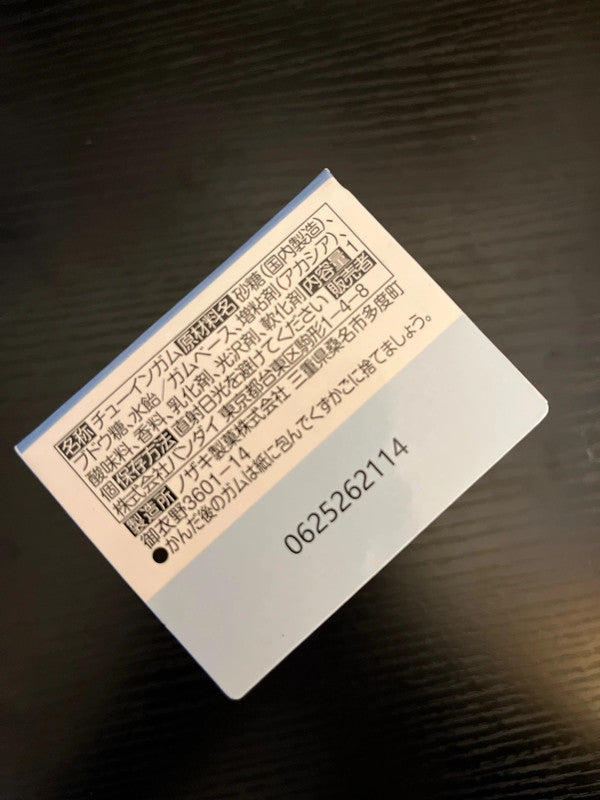 名称 チューインガム 原材料名 砂糖(国内製造)、
ブドウ糖、水飴/ガムベース、増粘剤(アカシア)、
酸味料、香料、乳化剤、光沢剤、軟化剤 内容量 1
個 保存方法 直射日光を避けてください 販売者
株式会社バンダイ 東京都台東区駒形1-4-8
製造所 ノザキ製菓株式会社 三重県桑名市多度町
御衣野3601-14
●かんだ後のガムは紙に包んでくずかごに捨てましょう。
0625262114